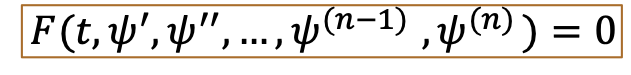 F(t, ψ′, ψ′′, ..., ψ⁽ⁿ⁻¹⁾ , ψ⁽ⁿ⁾) = 0